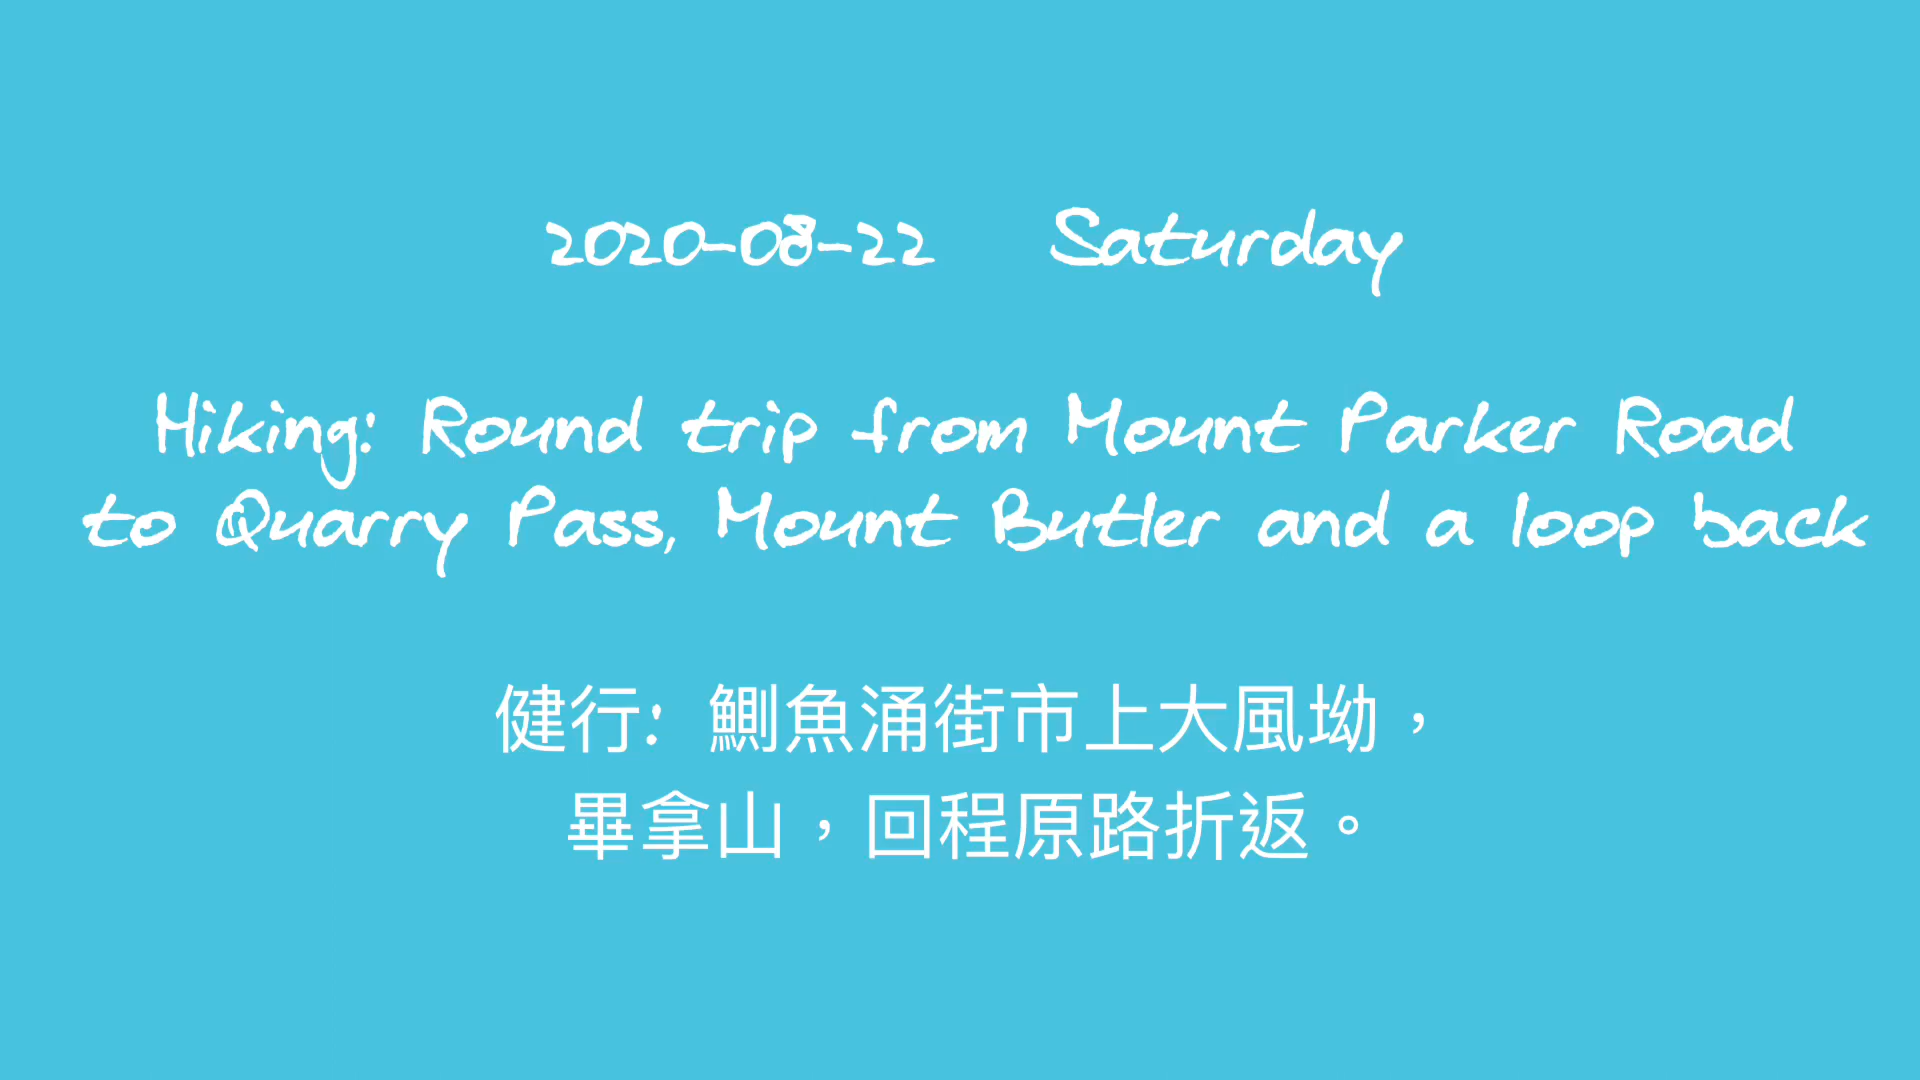 2020-08-22 Saturday
Hiking: Round trip from Mount Parker Road
to Quarry Pass, Mount Butler and a loop back
健行: 鰂魚涌街市上大風坳，
畢拿山，回程原路折返。